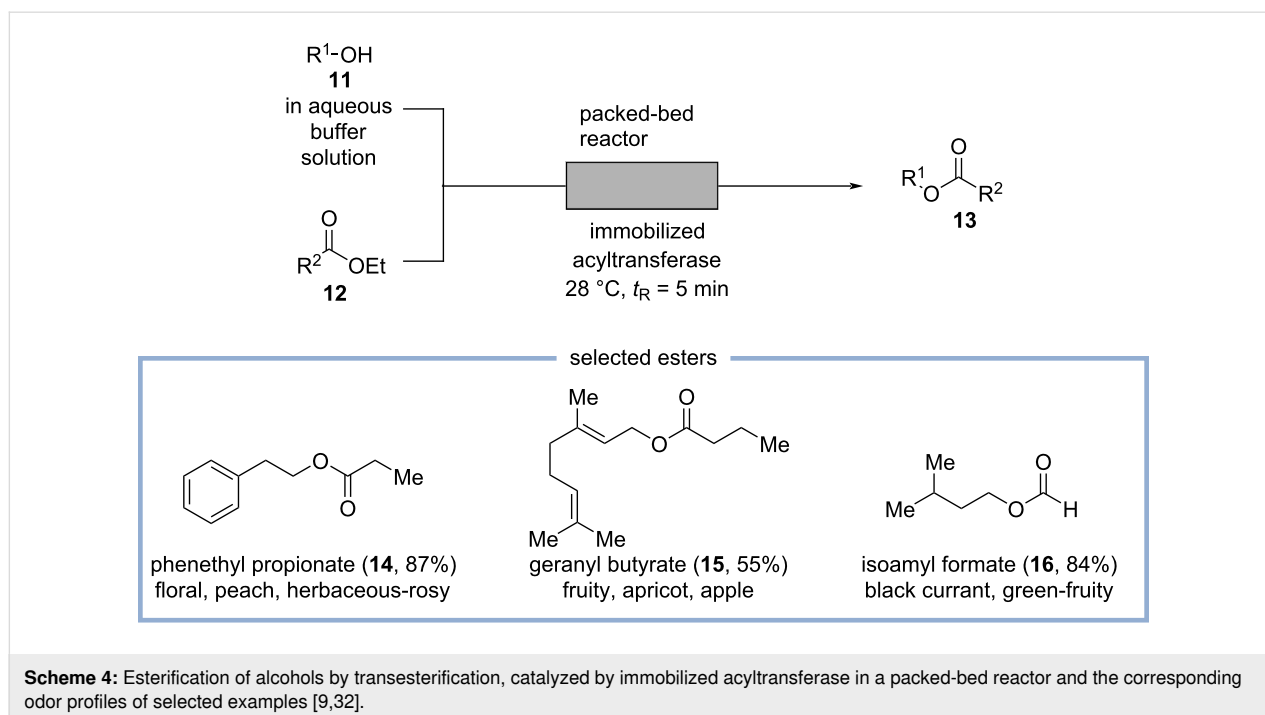 R¹-OH
11
in aqueous
buffer
solution
O
R² OEt
12
packed-bed
reactor
immobilized
acyltransferase
28 °C, tR = 5 min
O
R¹ O R²
13
selected esters
O Me
O
phenethyl propionate (14, 87%)
floral, peach, herbaceous-rosy
Me O
O Me
Me Me
geranyl butyrate (15, 55%)
fruity, apricot, apple
Me O
Me O H
isoamyl formate (16, 84%)
black currant, green-fruity
Scheme 4: Esterification of alcohols by transesterification, catalyzed by immobilized acyltransferase in a packed-bed reactor and the corresponding
odor profiles of selected examples [9,32].